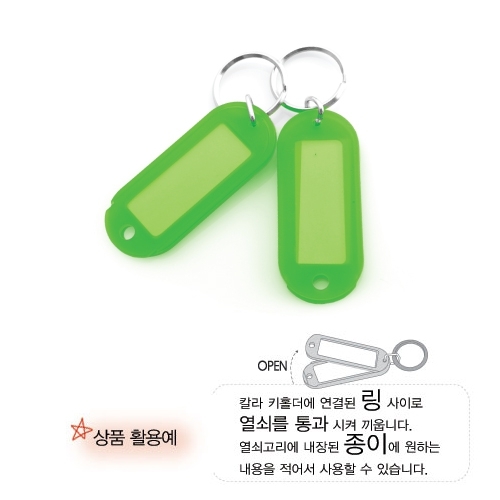 OPEN
칼라 키홀더에 연결된 링 사이로
열쇠를 통과 시켜 끼웁니다.
열쇠고리에 내장된 종이에 원하는
내용을 적어서 사용할 수 있습니다.
상품 활용예